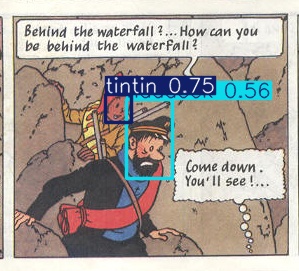 Behind the waterfall?... How can you
be behind the waterfall?
tintin 0.75
0.56
Come down.
You'll see!...